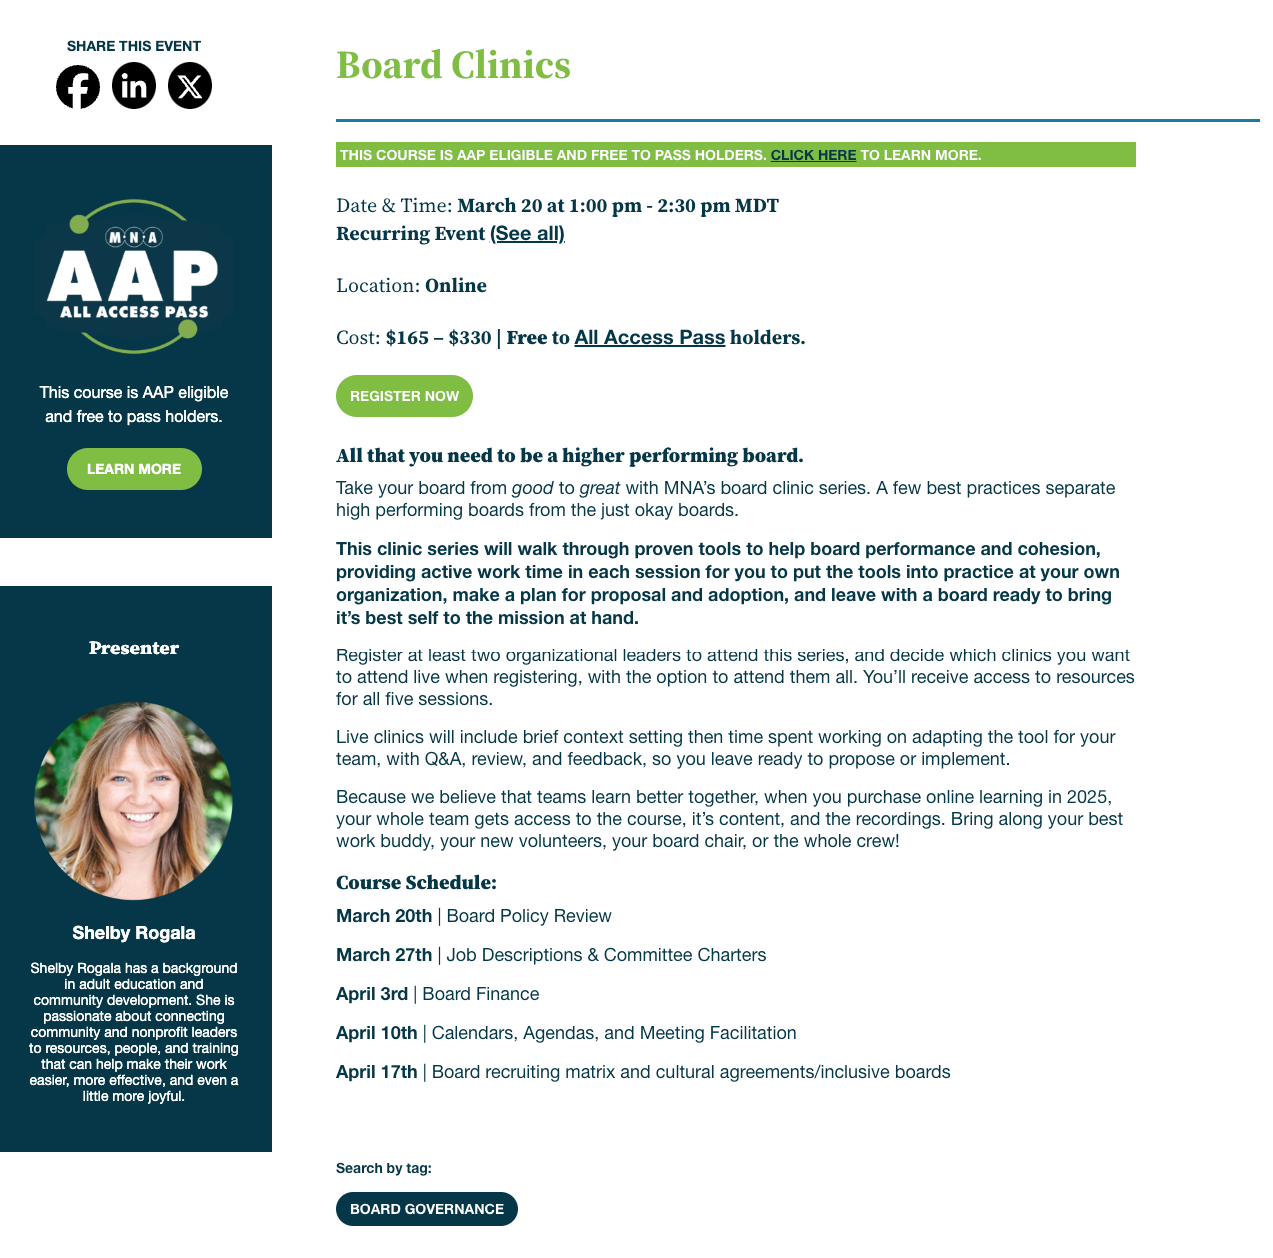 SHARE THIS EVENT
M·N·A
AAP
ALL ACCESS PASS
This course is AAP eligible
and free to pass holders.
LEARN MORE
Presenter
Shelby Rogala
Shelby Rogala has a background
in adult education and
community development. She is
passionate about connecting
community and nonprofit leaders
to resources, people, and training
that can help make their work
easier, more effective, and even a
little more joyful.
Board Clinics
THIS COURSE IS AAP ELIGIBLE AND FREE TO PASS HOLDERS. CLICK HERE TO LEARN MORE.
Date & Time: March 20 at 1:00 pm - 2:30 pm MDT
Recurring Event (See all)
Location: Online
Cost: $165 – $330 | Free to All Access Pass holders.
REGISTER NOW
All that you need to be a higher performing board.
Take your board from good to great with MNA’s board clinic series. A few best practices separate
high performing boards from the just okay boards.
This clinic series will walk through proven tools to help board performance and cohesion,
providing active work time in each session for you to put the tools into practice at your own
organization, make a plan for proposal and adoption, and leave with a board ready to bring
it’s best self to the mission at hand.
Register at least two organizational leaders to attend this series, and decide which clinics you want
to attend live when registering, with the option to attend them all. You’ll receive access to resources
for all five sessions.
Live clinics will include brief context setting then time spent working on adapting the tool for your
team, with Q&A, review, and feedback, so you leave ready to propose or implement.
Because we believe that teams learn better together, when you purchase online learning in 2025,
your whole team gets access to the course, it’s content, and the recordings. Bring along your best
work buddy, your new volunteers, your board chair, or the whole crew!
Course Schedule:
March 20th | Board Policy Review
March 27th | Job Descriptions & Committee Charters
April 3rd | Board Finance
April 10th | Calendars, Agendas, and Meeting Facilitation
April 17th | Board recruiting matrix and cultural agreements/inclusive boards
Search by tag:
BOARD GOVERNANCE